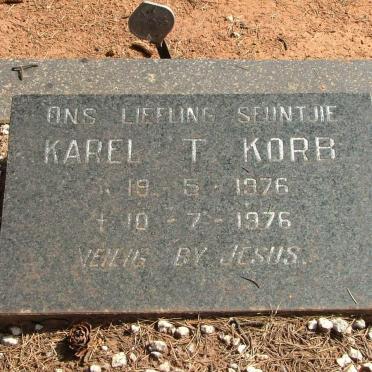 ONS LIEFLING SEUNTJIE
KAREL T KORB
* 19 - 5 - 1976
† 10 - 7 - 1976
VEILIG BY JESUS.